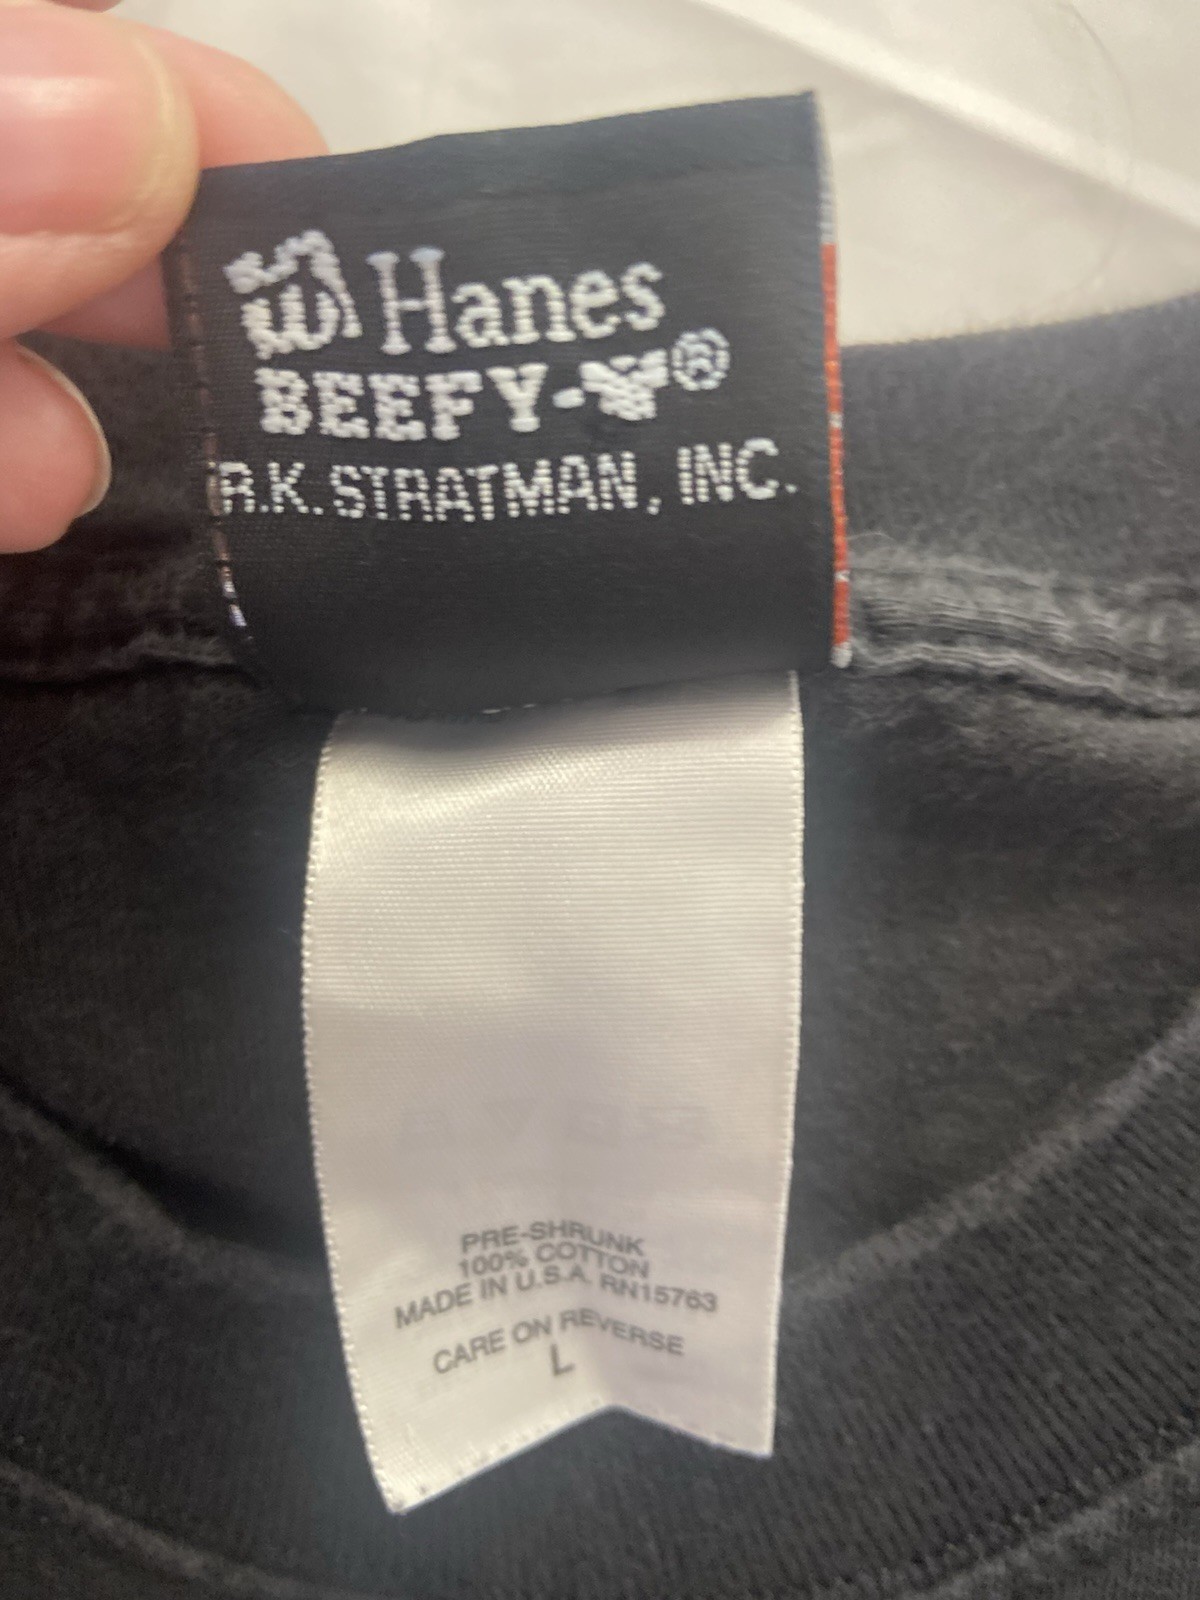 Hanes
BEEFY-T®
R.K. STRATMAN, INC.
PRE-SHRUNK
100% COTTON
MADE IN U.S.A. RN15763
CARE ON REVERSE
L